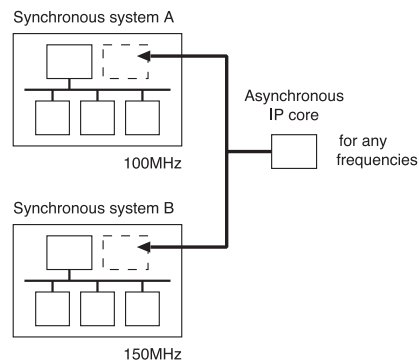 Synchronous system A
100MHz
Asynchronous
IP core
for any
frequencies
Synchronous system B
150MHz